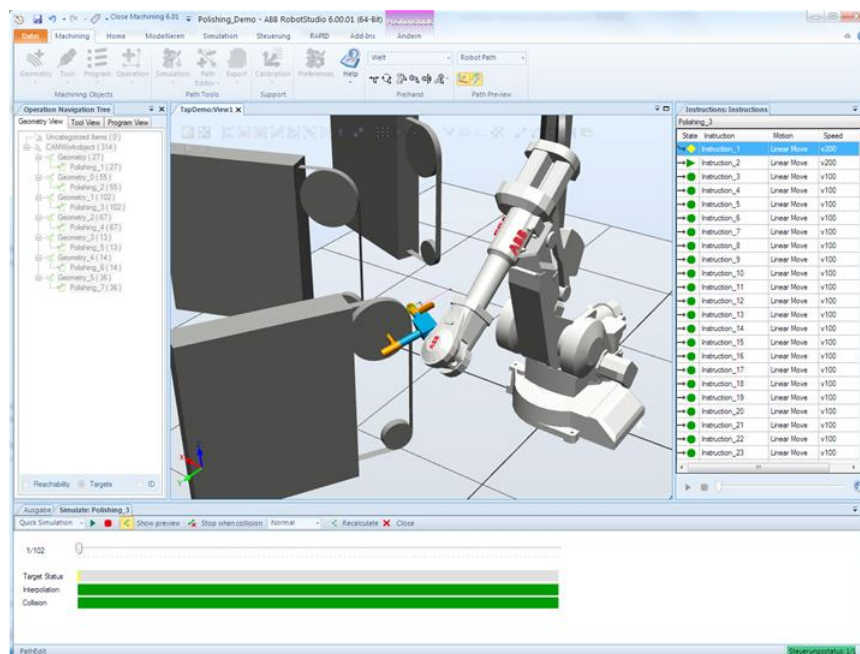 Close Machining 6.01
Polishing_Demo - ABB RobotStudio 6.00.01 (64-Bit)
Datei Machining Home Modellieren Simulation Steuerung RAPID Add-Ins Ändern
Geometry Tool Program Operation Simulation Path Editor Export Calibration Preferences Help
Welt Robot Path
Machining Objects Path Tools Support Freehand Path Preview
Operation Navigation Tree
Geometry View Tool View Program View
Uncategorized Items ( 0 )
CAMWorkobject ( 314 )
Geometry ( 27 )
Polishing_1 ( 27 )
Geometry_0 ( 55 )
Polishing_2 ( 55 )
Geometry_1 ( 102 )
Polishing_3 ( 102 )
Geometry_2 ( 67 )
Polishing_4 ( 67 )
Geometry_3 ( 13 )
Polishing_5 ( 13 )
Geometry_4 ( 14 )
Polishing_6 ( 14 )
Geometry_5 ( 36 )
Polishing_7 ( 36 )
Reachability Targets ID
TapDemo:View1
ABB
ABB
Z
X
Y
Instructions: Instructions
Polishing_3
State Instruction Motion Speed
Instruction_1 Linear Move v200
Instruction_2 Linear Move v200
Instruction_3 Linear Move v100
Instruction_4 Linear Move v100
Instruction_5 Linear Move v100
Instruction_6 Linear Move v100
Instruction_7 Linear Move v100
Instruction_8 Linear Move v100
Instruction_9 Linear Move v100
Instruction_10 Linear Move v100
Instruction_11 Linear Move v100
Instruction_12 Linear Move v100
Instruction_13 Linear Move v100
Instruction_14 Linear Move v100
Instruction_15 Linear Move v100
Instruction_16 Linear Move v100
Instruction_17 Linear Move v100
Instruction_18 Linear Move v100
Instruction_19 Linear Move v100
Instruction_20 Linear Move v100
Instruction_21 Linear Move v100
Instruction_22 Linear Move v100
Instruction_23 Linear Move v100
Ausgabe Simulate: Polishing_3
Quick Simulation Show preview Stop when collision Normal Recalculate Close
1/102
Target Status
Interpolation
Collision
PathEdit
Steuerungsstatus: 1/1